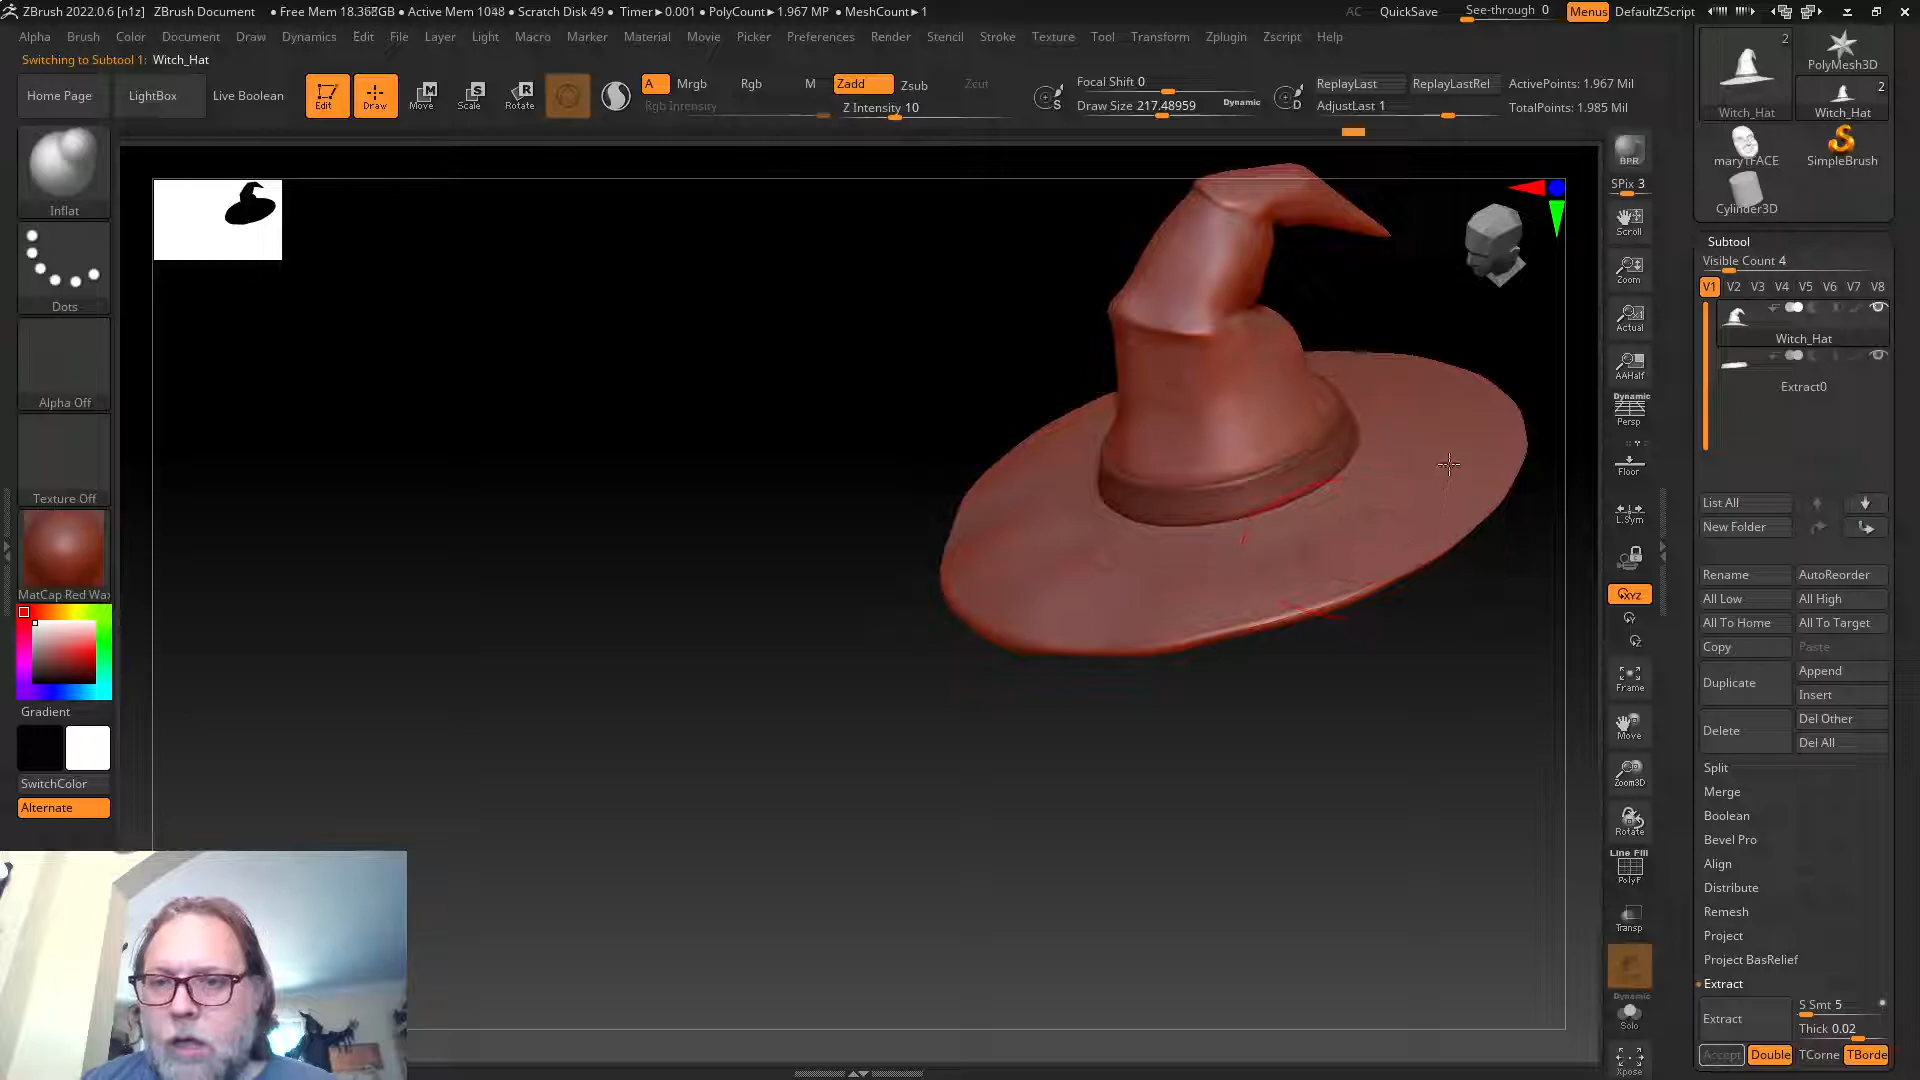 ZBrush 2022.0.6 [n1z] ZBrush Document ● Free Mem 18.368GB ● Active Mem 1048 ● Scratch Disk 49 ● Timer►0.001 ● PolyCount►1.967 MP ● MeshCount►1 AC QuickSave See-through 0 Menus DefaultZScript
Alpha Brush Color Document Draw Dynamics Edit File Layer Light Macro Marker Material Movie Picker Preferences Render Stencil Stroke Texture Tool Transform Zplugin Zscript Help
Switching to Subtool 1: Witch_Hat
Home Page LightBox Live Boolean Edit Draw Move Scale Rotate
A Mrgb Rgb M Zadd Zsub Zcut
Rgb Intensity Z Intensity 10
Focal Shift 0
Draw Size 217.48959 Dynamic
ReplayLast ReplayLastRel ActivePoints: 1.967 Mil
AdjustLast 1 TotalPoints: 1.985 Mil
Inflat
Dots
Alpha Off
Texture Off
MatCap Red Wax
Gradient
SwitchColor
Alternate
BPR
SPix 3
Scroll
Zoom
Actual
AAHalf
Dynamic
Persp
Floor
L.Sym
XYZ
Frame
Move
Zoom3D
Rotate
Line Fill
PolyF
Transp
Dynamic
Solo
Xpose
2
PolyMesh3D
2
Witch_Hat Witch_Hat
maryTFACE SimpleBrush
Cylinder3D
Subtool
Visible Count 4
V1 V2 V3 V4 V5 V6 V7 V8
Witch_Hat
Extract0
List All
New Folder
Rename AutoReorder
All Low All High
All To Home All To Target
Copy Paste
Duplicate Append
Insert
Delete Del Other
Del All
Split
Merge
Boolean
Bevel Pro
Align
Distribute
Remesh
Project
Project BasRelief
Extract
Extract S Smt 5
Thick 0.02
Accept Double TCorne TBorde